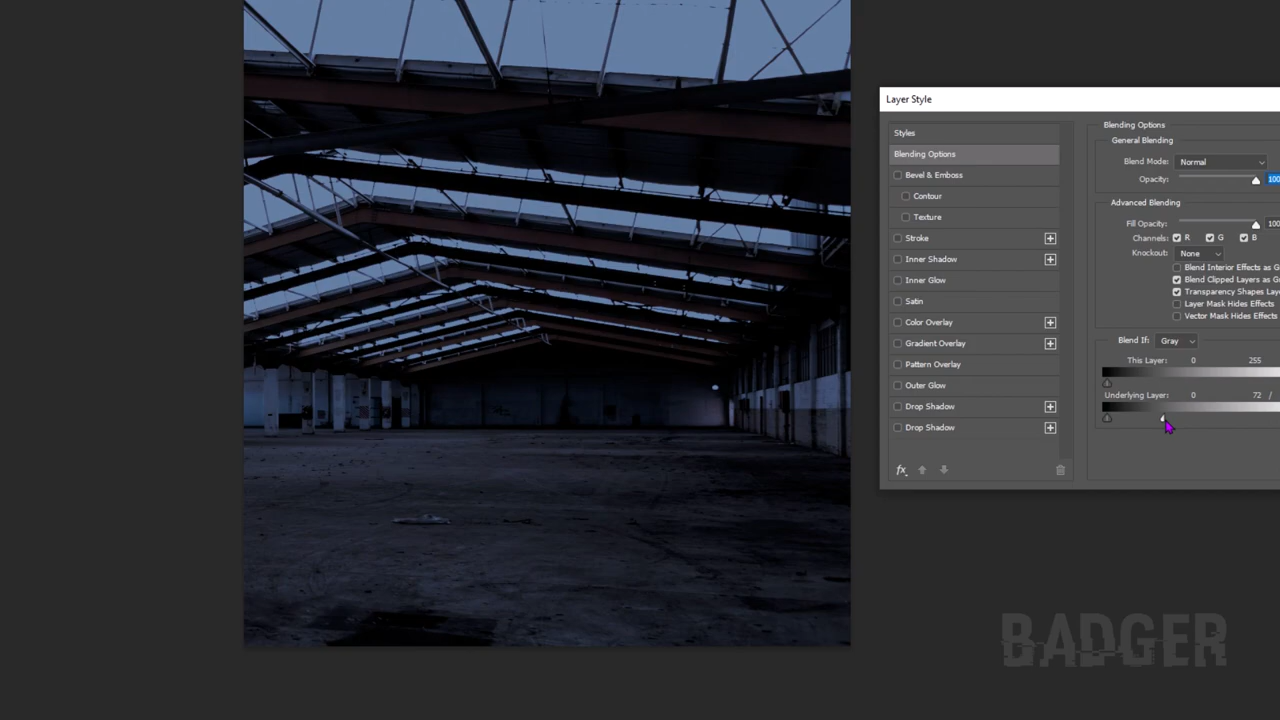 Layer Style
Styles
Blending Options
Bevel & Emboss
Contour
Texture
Stroke
Inner Shadow
Inner Glow
Satin
Color Overlay
Gradient Overlay
Pattern Overlay
Outer Glow
Drop Shadow
Drop Shadow
fx
Blending Options
General Blending
Blend Mode: Normal
Opacity: 100
Advanced Blending
Fill Opacity: 100
Channels: R G B
Knockout: None
Blend Interior Effects as G
Blend Clipped Layers as G
Transparency Shapes Lay
Layer Mask Hides Effects
Vector Mask Hides Effects
Blend If: Gray
This Layer: 0 255
Underlying Layer: 0 72 /
BADGER